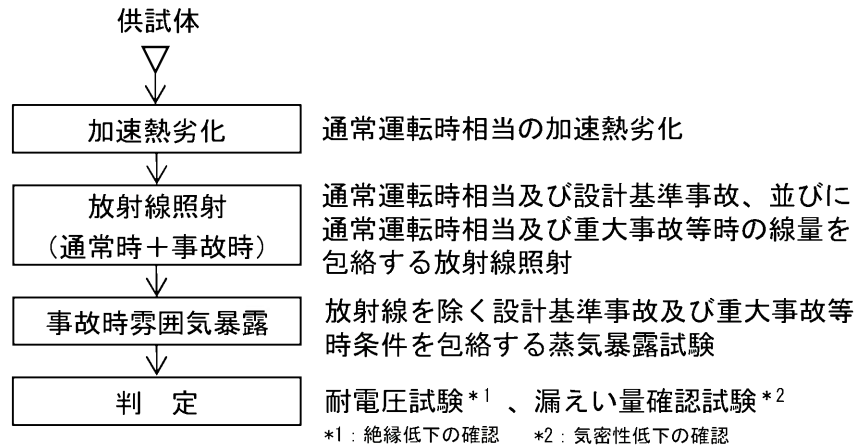 供試体
加速熱劣化
通常運転時相当の加速熱劣化
放射線照射
(通常時＋事故時)
通常運転時相当及び設計基準事故、並びに
通常運転時相当及び重大事故等時の線量を
包絡する放射線照射
事故時雰囲気暴露
放射線を除く設計基準事故及び重大事故等
時条件を包絡する蒸気暴露試験
判　定
耐電圧試験*1 、漏えい量確認試験*2
*1：絶縁低下の確認　*2：気密性低下の確認